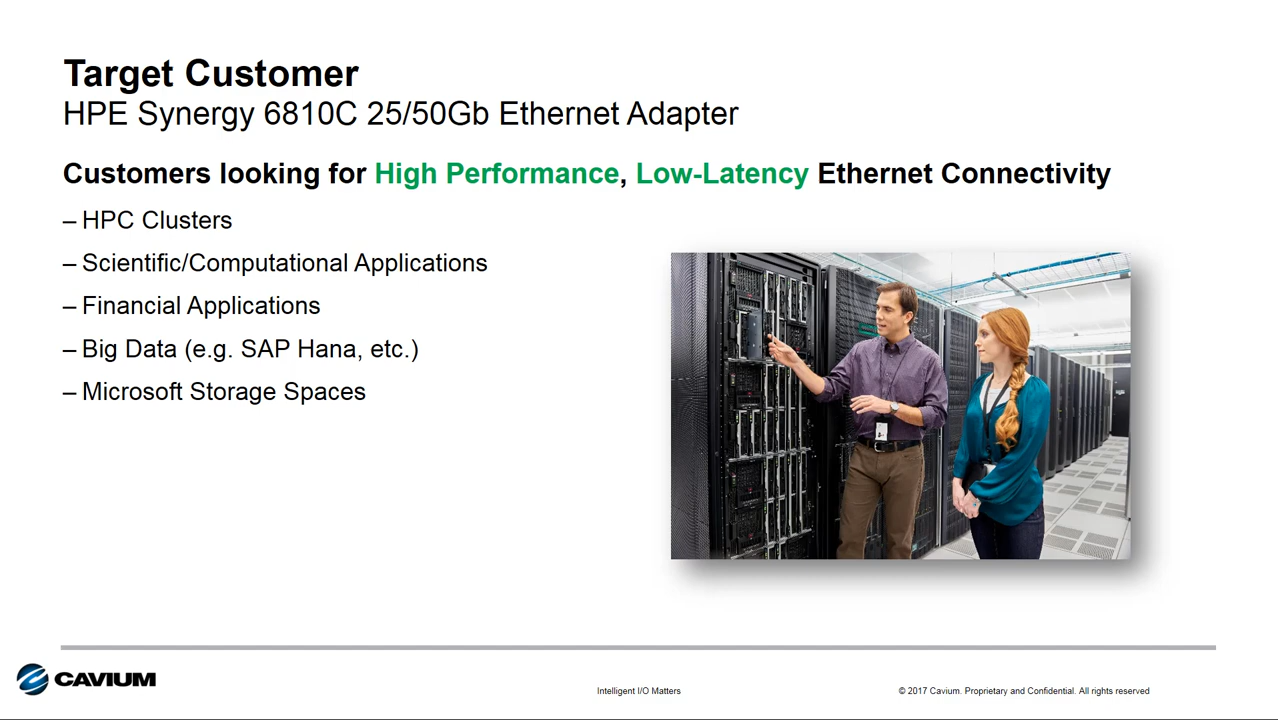 Target Customer
HPE Synergy 6810C 25/50Gb Ethernet Adapter
Customers looking for High Performance, Low-Latency Ethernet Connectivity
– HPC Clusters
– Scientific/Computational Applications
– Financial Applications
– Big Data (e.g. SAP Hana, etc.)
– Microsoft Storage Spaces
CAVIUM
Intelligent I/O Matters
© 2017 Cavium. Proprietary and Confidential. All rights reserved